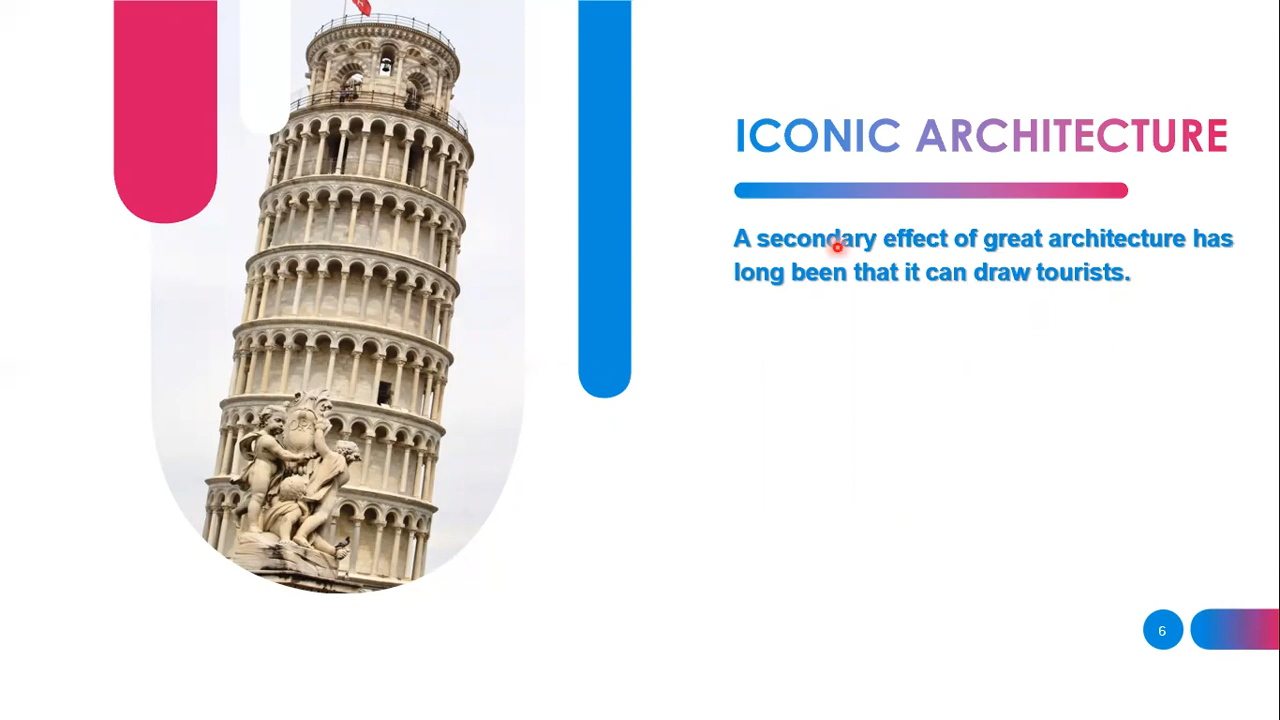 ICONIC ARCHITECTURE
A secondary effect of great architecture has
long been that it can draw tourists.
6